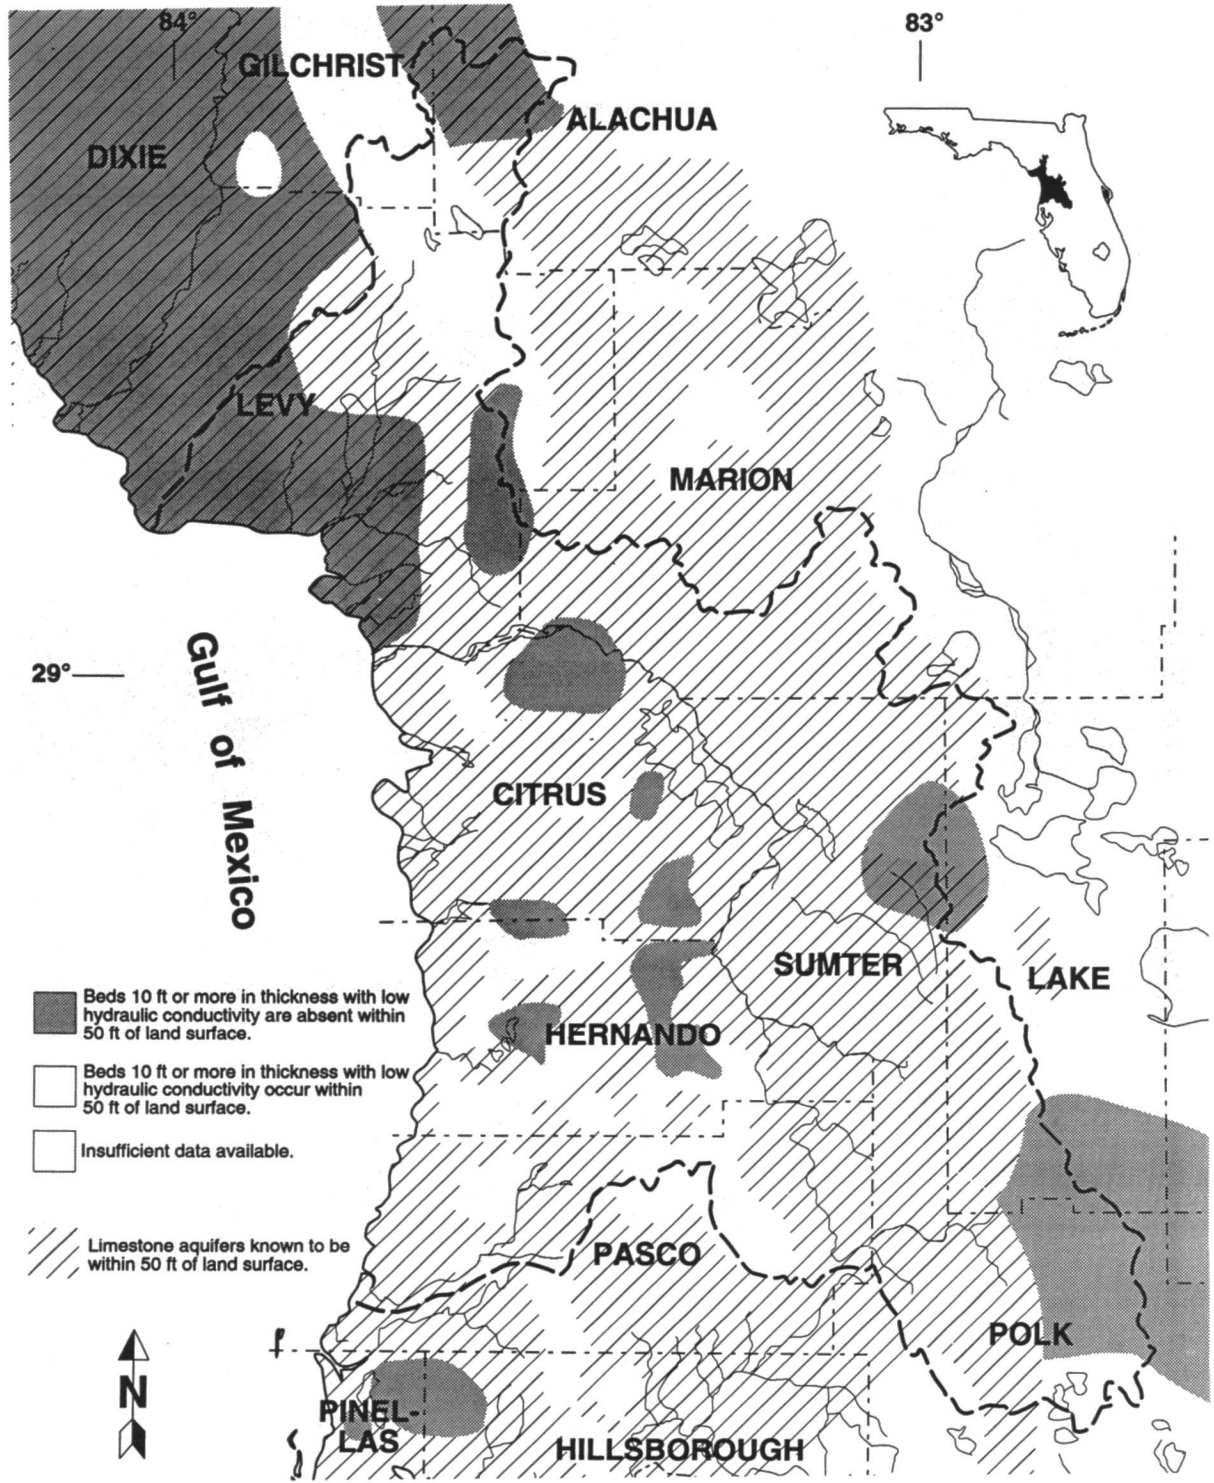 84°
83°
GILCHRIST
ALACHUA
DIXIE
LEVY
MARION
29°
Gulf of Mexico
CITRUS
SUMTER
LAKE
HERNANDO
Beds 10 ft or more in thickness with low
hydraulic conductivity are absent within
50 ft of land surface.
Beds 10 ft or more in thickness with low
hydraulic conductivity occur within
50 ft of land surface.
Insufficient data available.
Limestone aquifers known to be
within 50 ft of land surface.
PASCO
POLK
N
PINEL-
LAS
HILLSBOROUGH